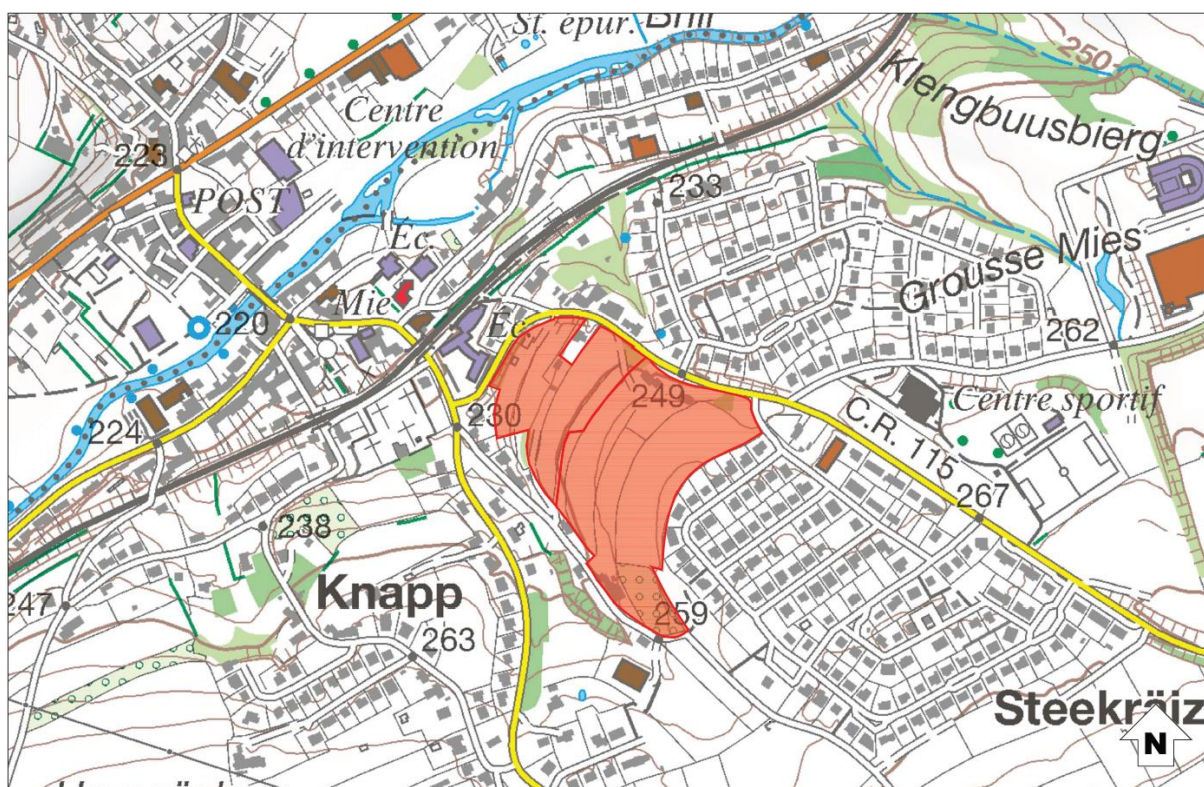 St. épur.
250
Klengbuusbierg
Centre
d'intervention
223
POST
233
Ec.
Grousse Mies
Mie
220
Ec.
262
249
Centre sportif
230
C.R. 115
224
267
238
Knapp
247
259
263
Steekräiz
N